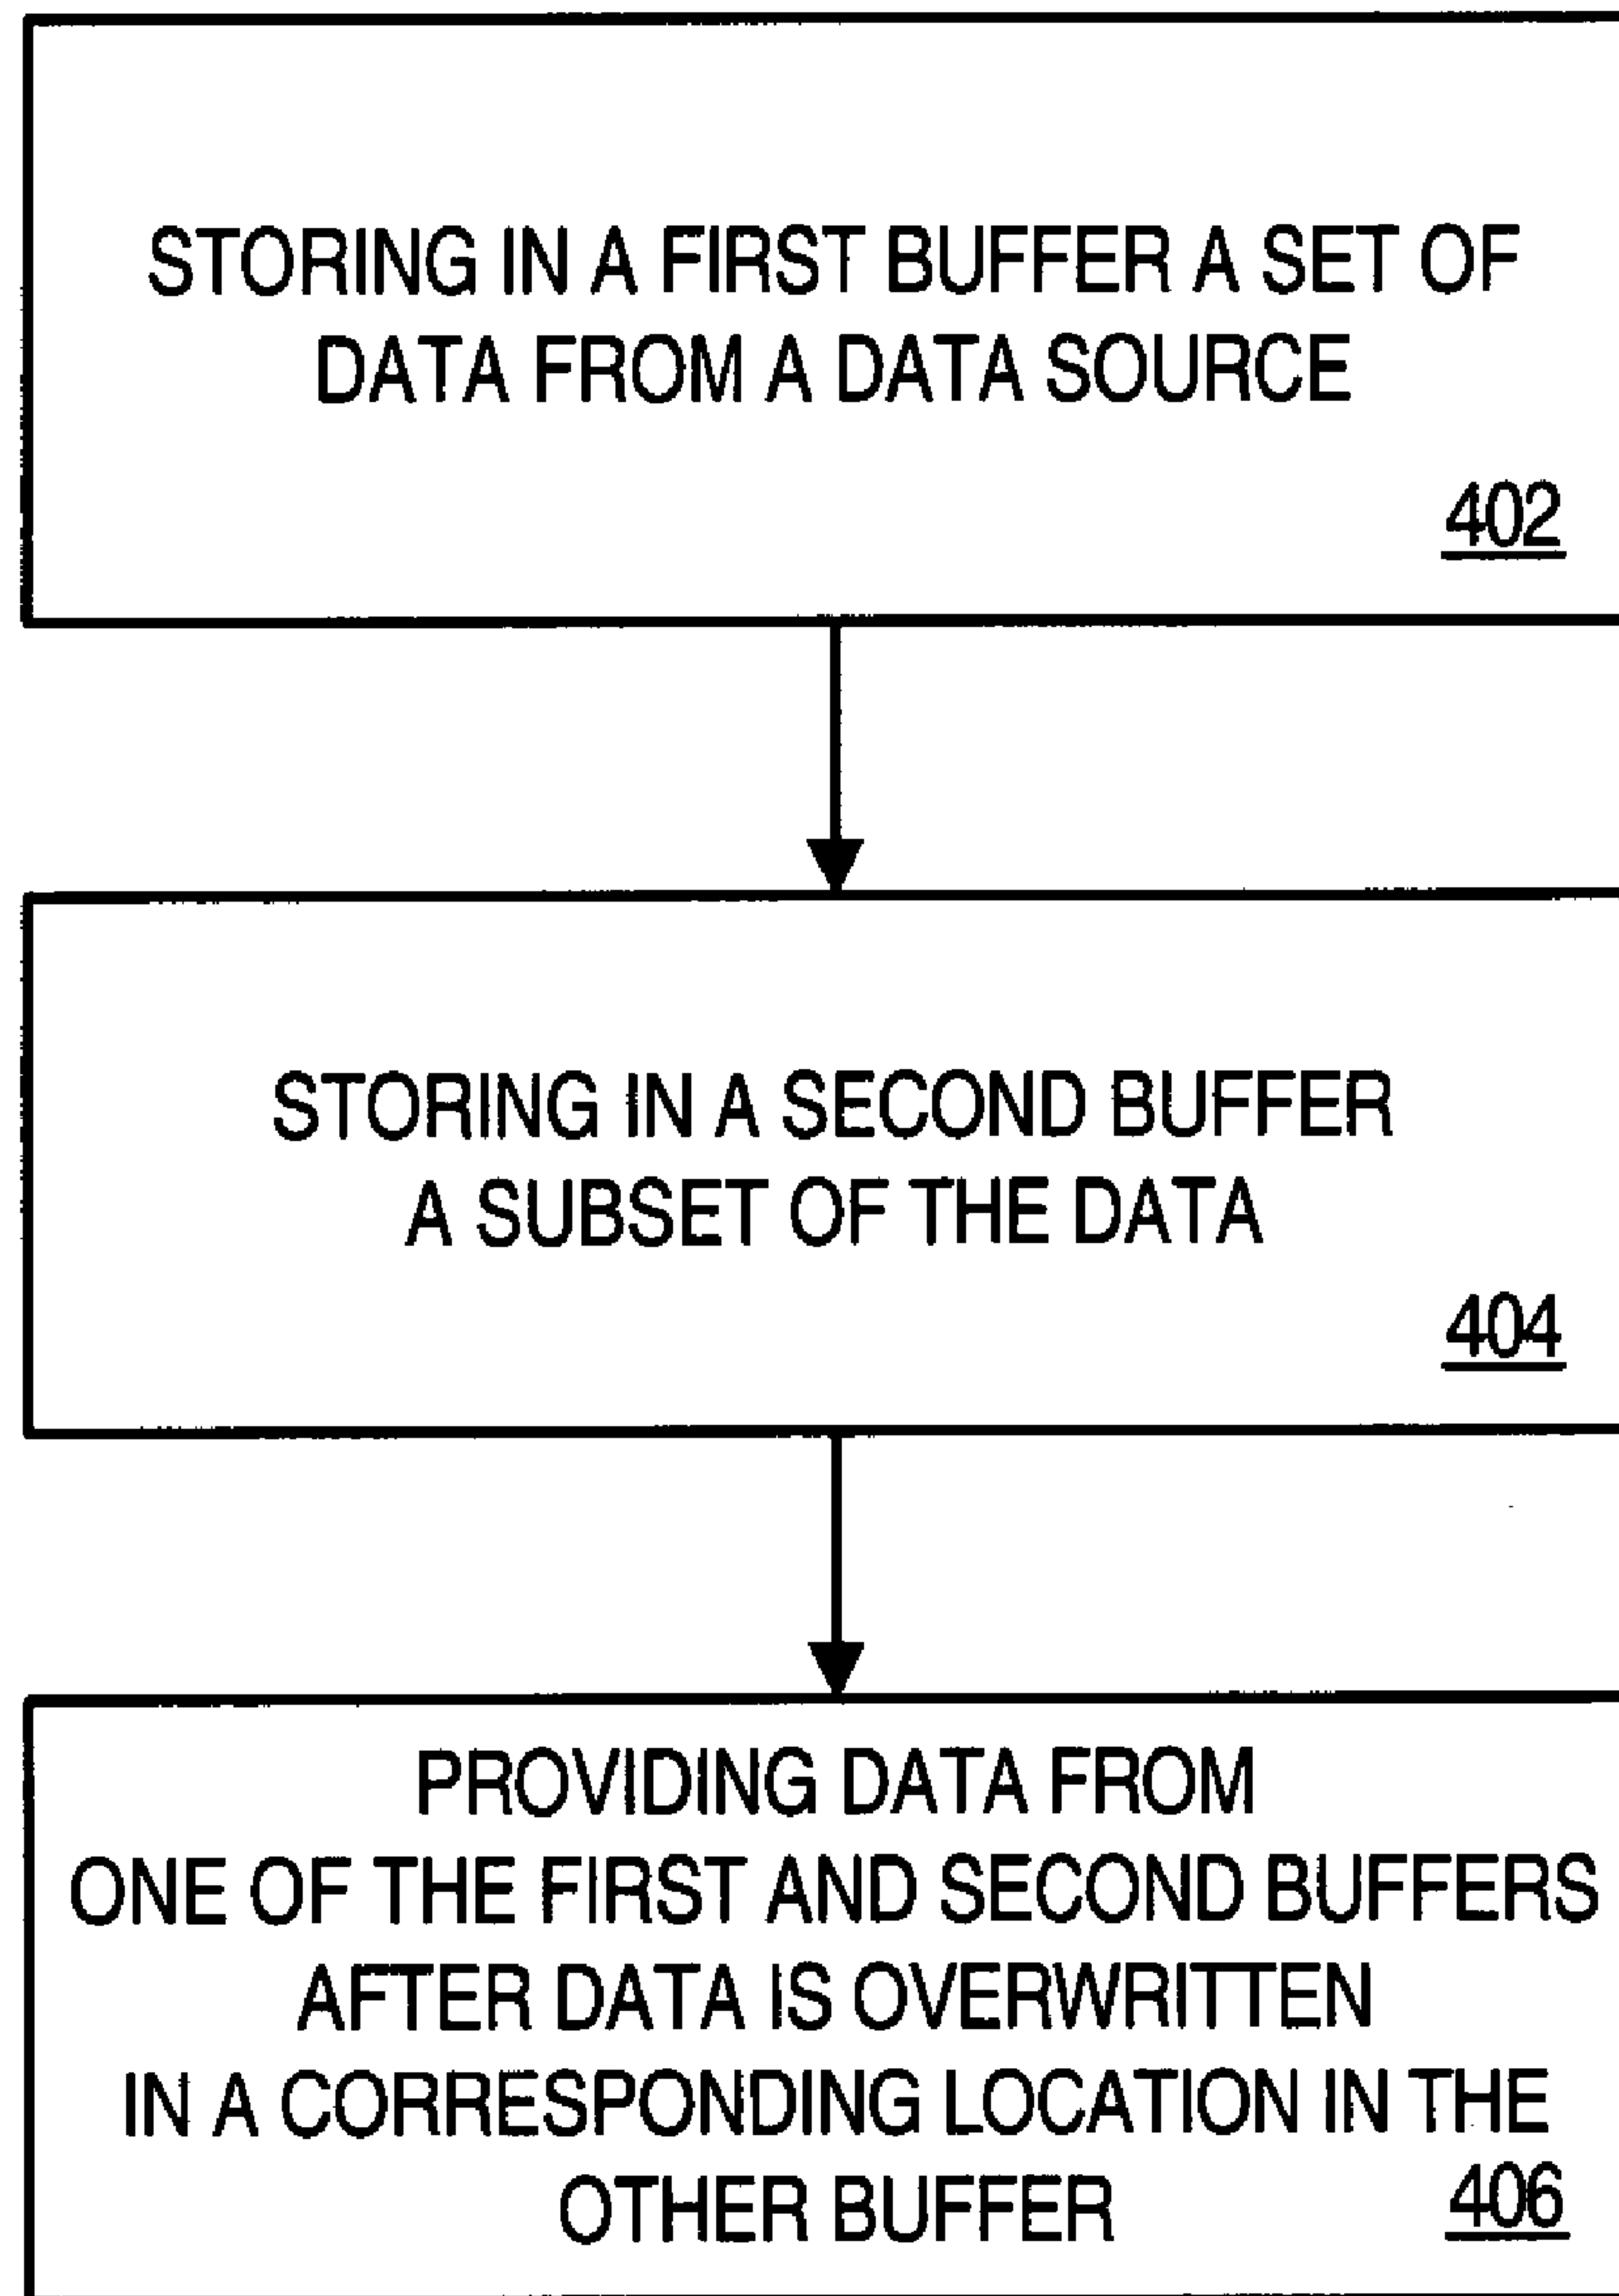 STORING IN A FIRST BUFFER A SET OF
DATA FROM A DATA SOURCE
402
STORING IN A SECOND BUFFER
A SUBSET OF THE DATA
404
PROVIDING DATA FROM
ONE OF THE FIRST AND SECOND BUFFERS
AFTER DATA IS OVERWRITTEN
IN A CORRESPONDING LOCATION IN THE
OTHER BUFFER 406